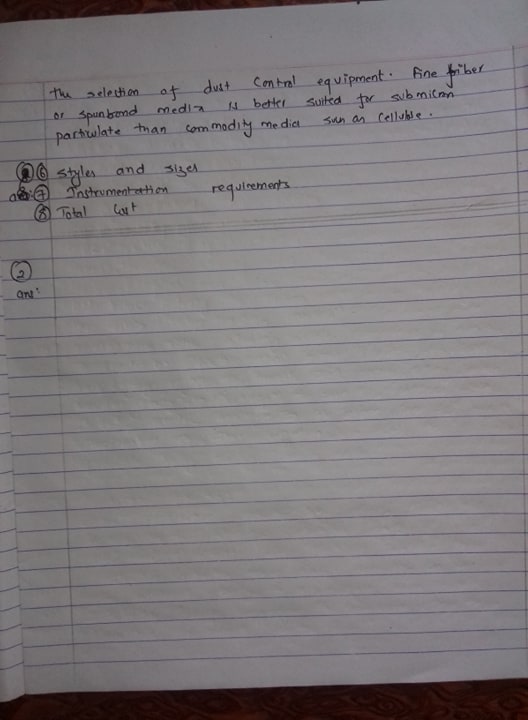 the selection of dust control equipment. Fine fiber
or spunbond media is better suited for submicron
particulate than commodity media such as cellulose.
⑥ styles and sizes
⑦ Instrumentation requirements
⑧ Total Cost
②
ans: